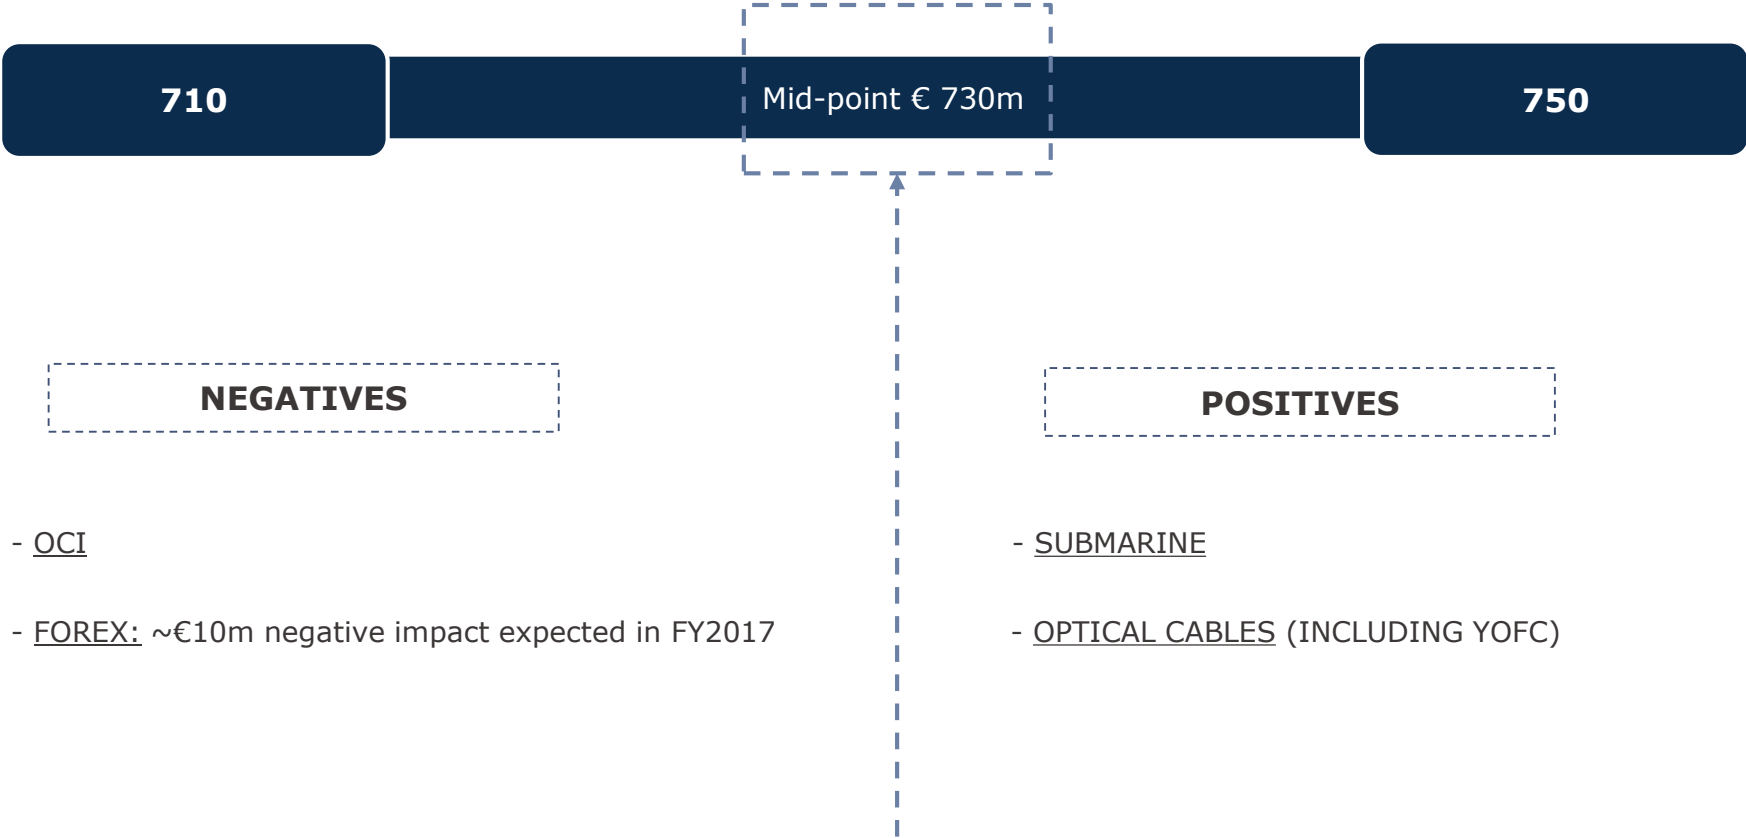 710
Mid-point € 730m
750
NEGATIVES
- OCI
- FOREX: ~€10m negative impact expected in FY2017
POSITIVES
- SUBMARINE
- OPTICAL CABLES (INCLUDING YOFC)